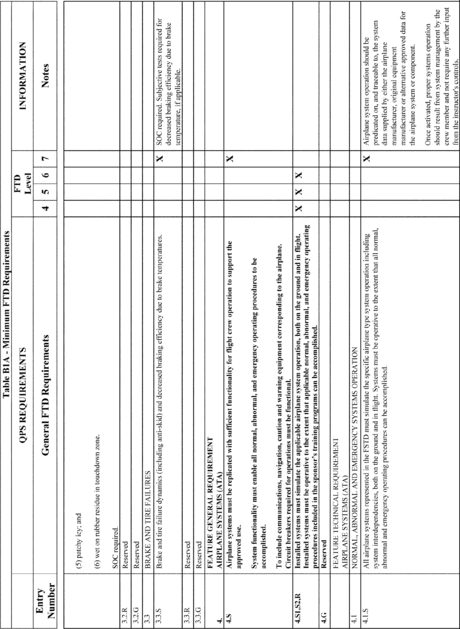 Table B1A - Minimum FTD Requirements
QPS REQUIREMENTS
FTD Level
INFORMATION
Entry Number
General FTD Requirements
4 5 6 7
Notes
(5) patchy icy; and
(6) wet on rubber residue in touchdown zone.
SOC required.
3.2.R Reserved
3.2.G Reserved
3.3 BRAKE AND TIRE FAILURES
3.3.S Brake and tire failure dynamics (including anti-skid) and decreased braking efficiency due to brake temperatures. X
SOC required. Subjective tests required for
decreased braking efficiency due to brake
temperature, if applicable.
3.3.R Reserved
3.3.G Reserved
FEATURE GENERAL REQUIREMENT
4. AIRPLANE SYSTEMS (ATA)
4.S Airplane systems must be replicated with sufficient functionality for flight crew operation to support the X
approved use.
System functionality must enable all normal, abnormal, and emergency operating procedures to be
accomplished.
To include communications, navigation, caution and warning equipment corresponding to the airplane.
Circuit breakers required for operations must be functional.
4.S1,S2,R Installed systems must simulate the applicable airplane system operation, both on the ground and in flight. X X X
Installed systems must be operative to the extent that applicable normal, abnormal, and emergency operating
procedures included in the sponsor's training programs can be accomplished.
4.G Reserved
FEATURE TECHNICAL REQUIREMENT
AIRPLANE SYSTEMS (ATA)
4.1 NORMAL, ABNORMAL AND EMERGENCY SYSTEMS OPERATION
4.1.S All airplane systems represented in the FSTD must simulate the specific airplane type system operation including X
system interdependencies, both on the ground and in flight. Systems must be operative to the extent that all normal,
abnormal and emergency operating procedures can be accomplished.
Airplane system operation should be
predicated on, and traceable to, the system
data supplied by either the airplane
manufacturer, original equipment
manufacturer or alternative approved data for
the airplane system or component.
Once activated, proper systems operation
should result from system management by the
crew member and not require any further input
from the instructor's controls.